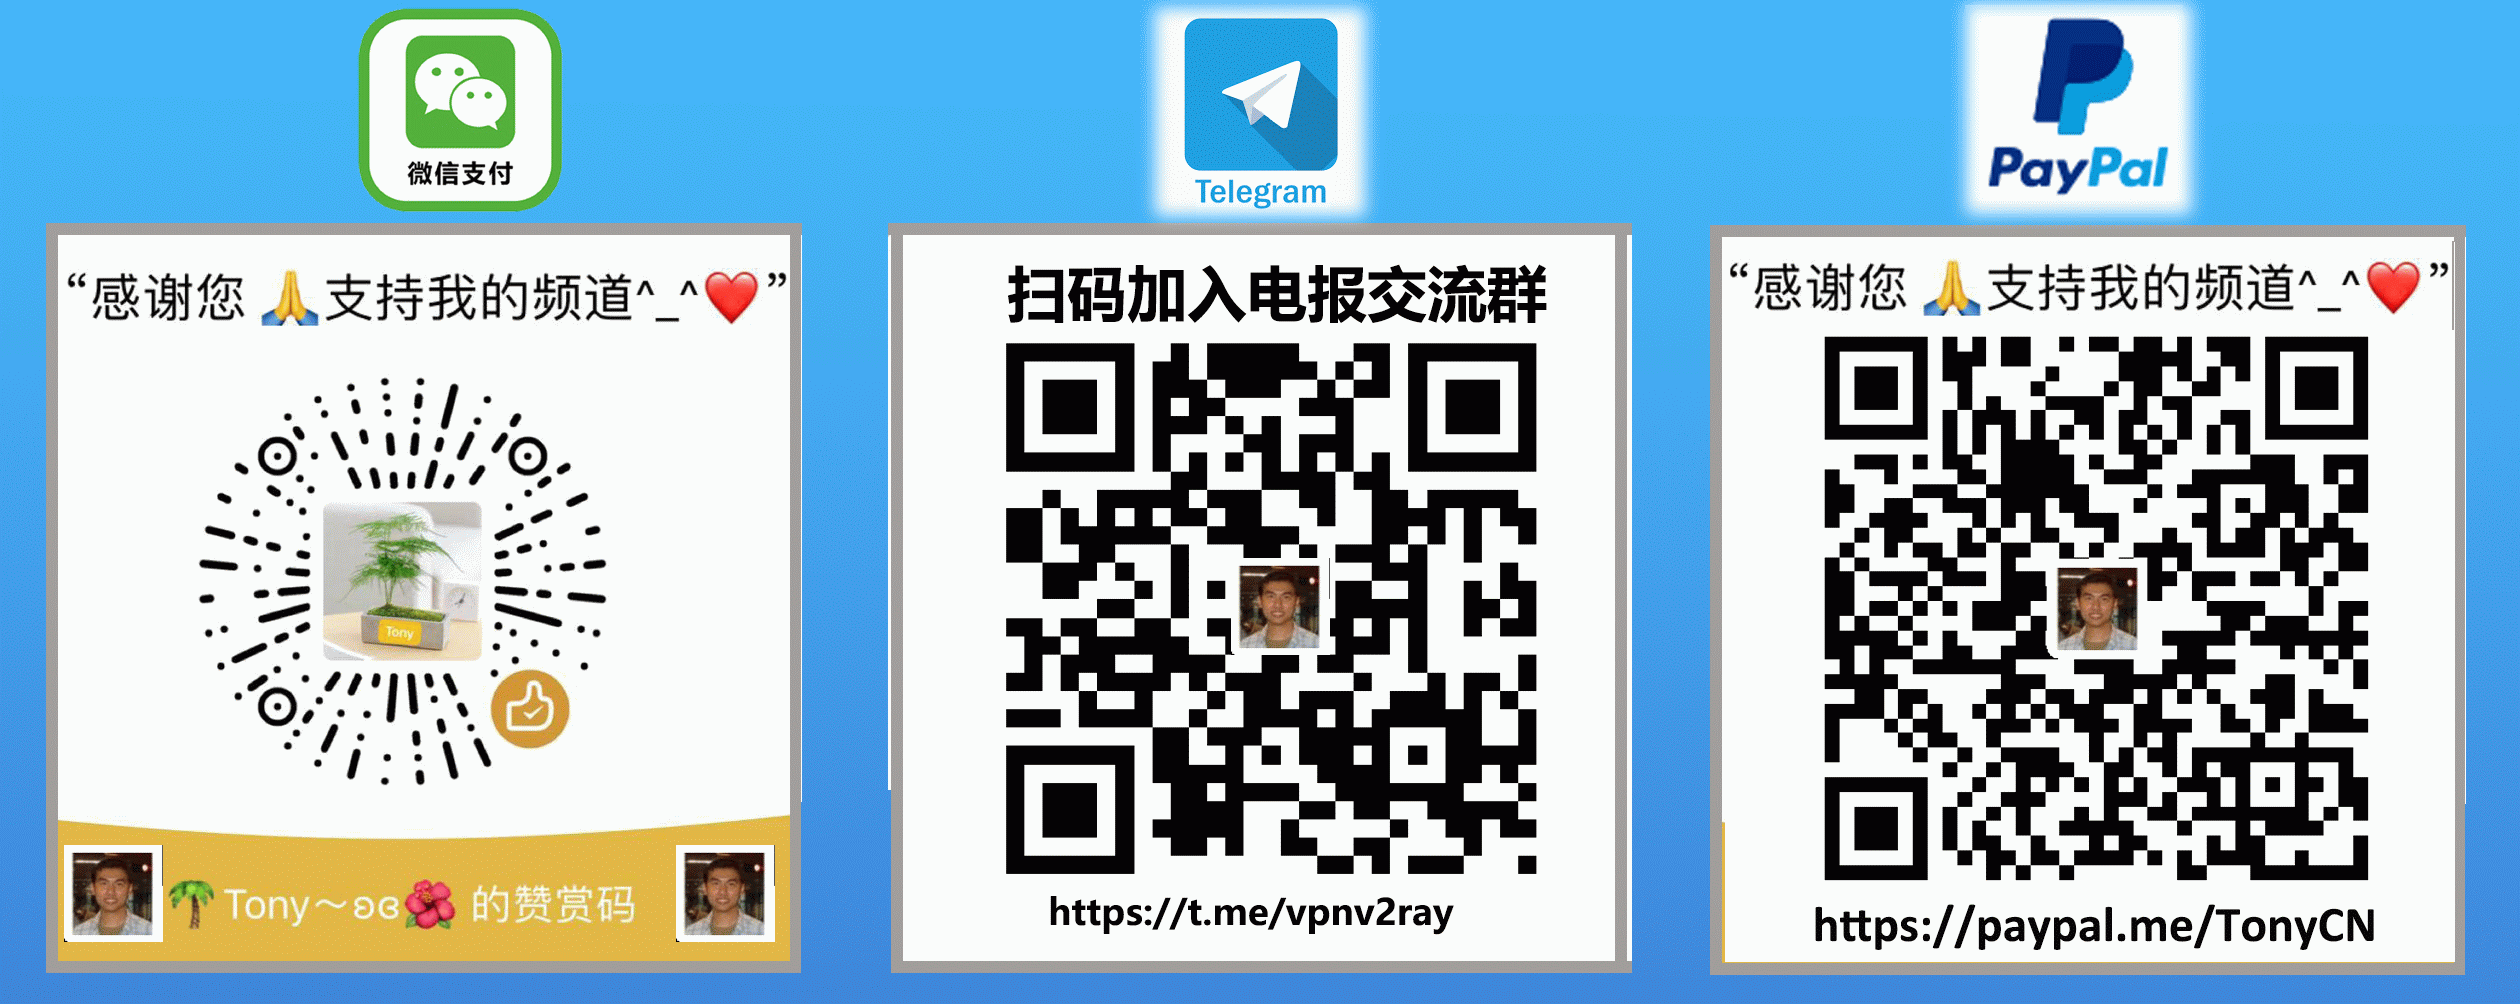 微信支付
“感谢您 🙏支持我的频道^_^❤️”
Tony
🌴Tony～ʚɞ🌺 的赞赏码
Telegram
扫码加入电报交流群
https://t.me/vpnv2ray
PayPal
“感谢您 🙏支持我的频道^_^❤️”
https://paypal.me/TonyCN